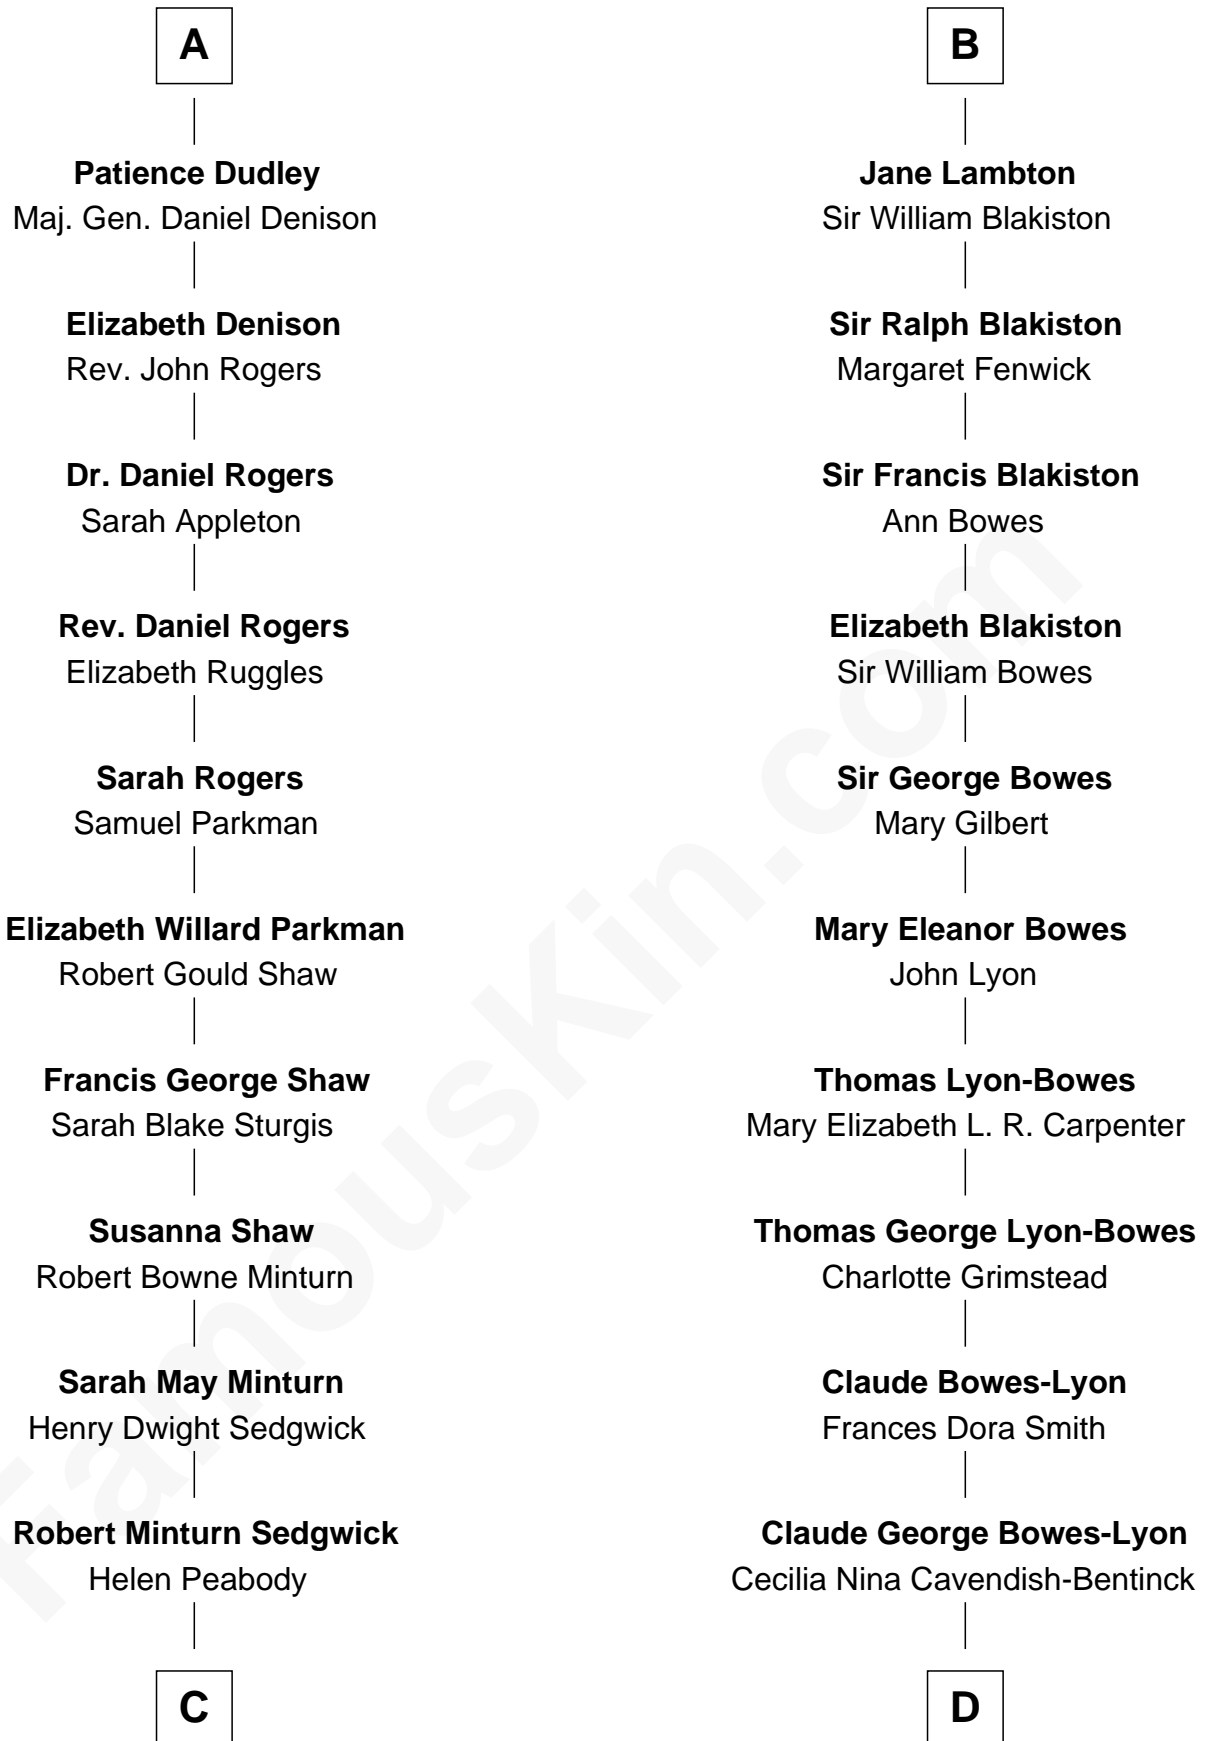 A
Patience Dudley
Maj. Gen. Daniel Denison
Elizabeth Denison
Rev. John Rogers
Dr. Daniel Rogers
Sarah Appleton
Rev. Daniel Rogers
Elizabeth Ruggles
Sarah Rogers
Samuel Parkman
Elizabeth Willard Parkman
Robert Gould Shaw
Francis George Shaw
Sarah Blake Sturgis
Susanna Shaw
Robert Bowne Minturn
Sarah May Minturn
Henry Dwight Sedgwick
Robert Minturn Sedgwick
Helen Peabody
C
B
Jane Lambton
Sir William Blakiston
Sir Ralph Blakiston
Margaret Fenwick
Sir Francis Blakiston
Ann Bowes
Elizabeth Blakiston
Sir William Bowes
Sir George Bowes
Mary Gilbert
Mary Eleanor Bowes
John Lyon
Thomas Lyon-Bowes
Mary Elizabeth L. R. Carpenter
Thomas George Lyon-Bowes
Charlotte Grimstead
Claude Bowes-Lyon
Frances Dora Smith
Claude George Bowes-Lyon
Cecilia Nina Cavendish-Bentinck
D
FamousKin.com